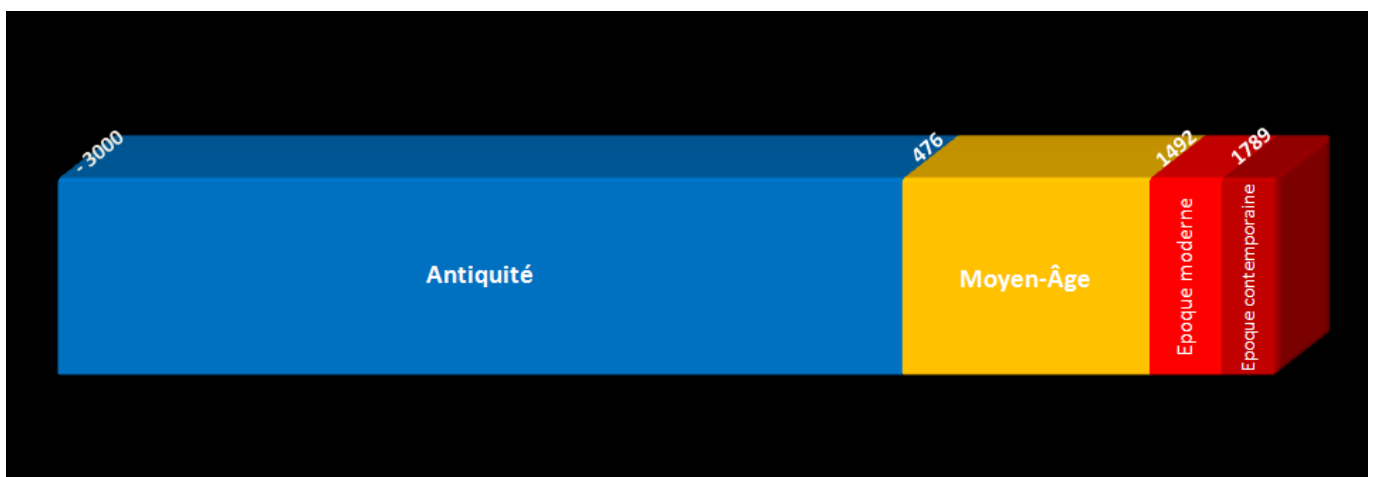 - 3000
476
1492
1789
Antiquité
Moyen-Âge
Epoque moderne
Epoque contemporaine